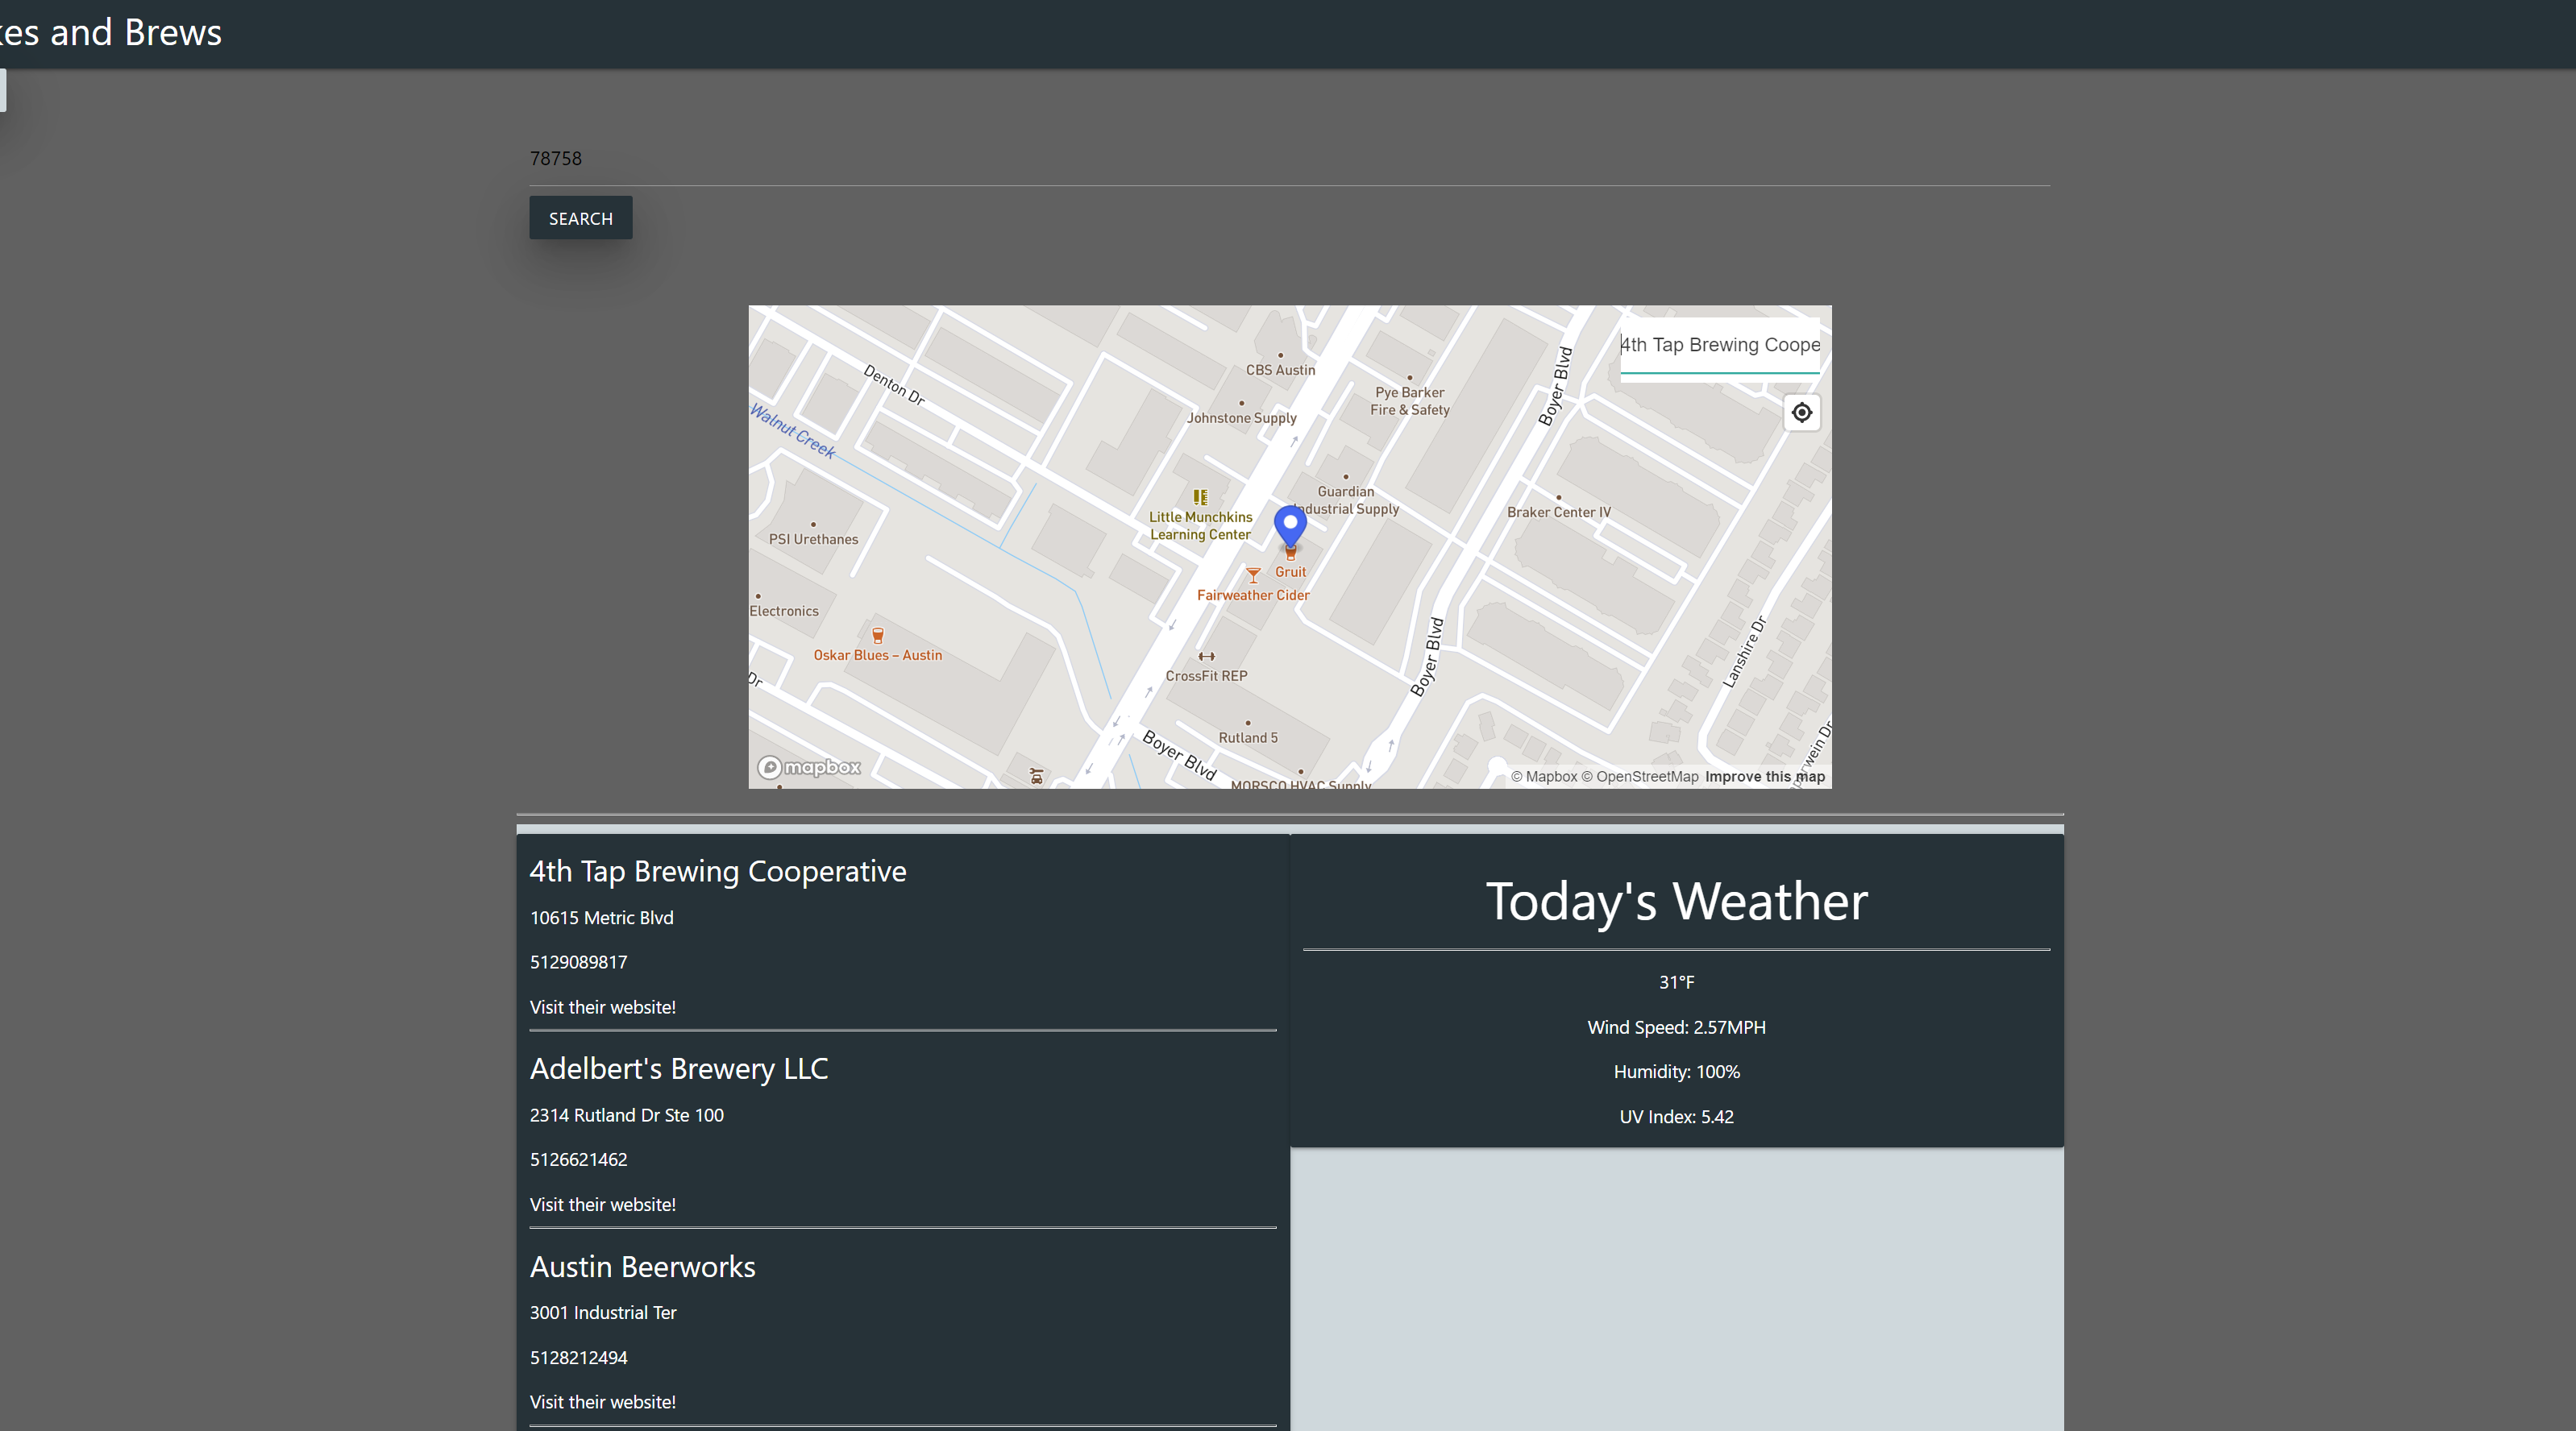 es and Brews
78758
SEARCH
4th Tap Brewing Coope
CBS Austin
Denton Dr
Boyer Blvd
Pye Barker
Fire & Safety
Johnstone Supply
Walnut Creek
Guardian
Industrial Supply
Little Munchkins
Learning Center
Braker Center IV
PSI Urethanes
Gruit
Fairweather Cider
Electronics
Oskar Blues – Austin
Boyer Blvd
Lanshire Dr
CrossFit REP
Dr
Rutland 5
Boyer Blvd
mapbox
MORSCO HVAC Supply
© Mapbox © OpenStreetMap Improve this map
4th Tap Brewing Cooperative
10615 Metric Blvd
5129089817
Visit their website!
Adelbert's Brewery LLC
2314 Rutland Dr Ste 100
5126621462
Visit their website!
Austin Beerworks
3001 Industrial Ter
5128212494
Visit their website!
Today's Weather
31°F
Wind Speed: 2.57MPH
Humidity: 100%
UV Index: 5.42